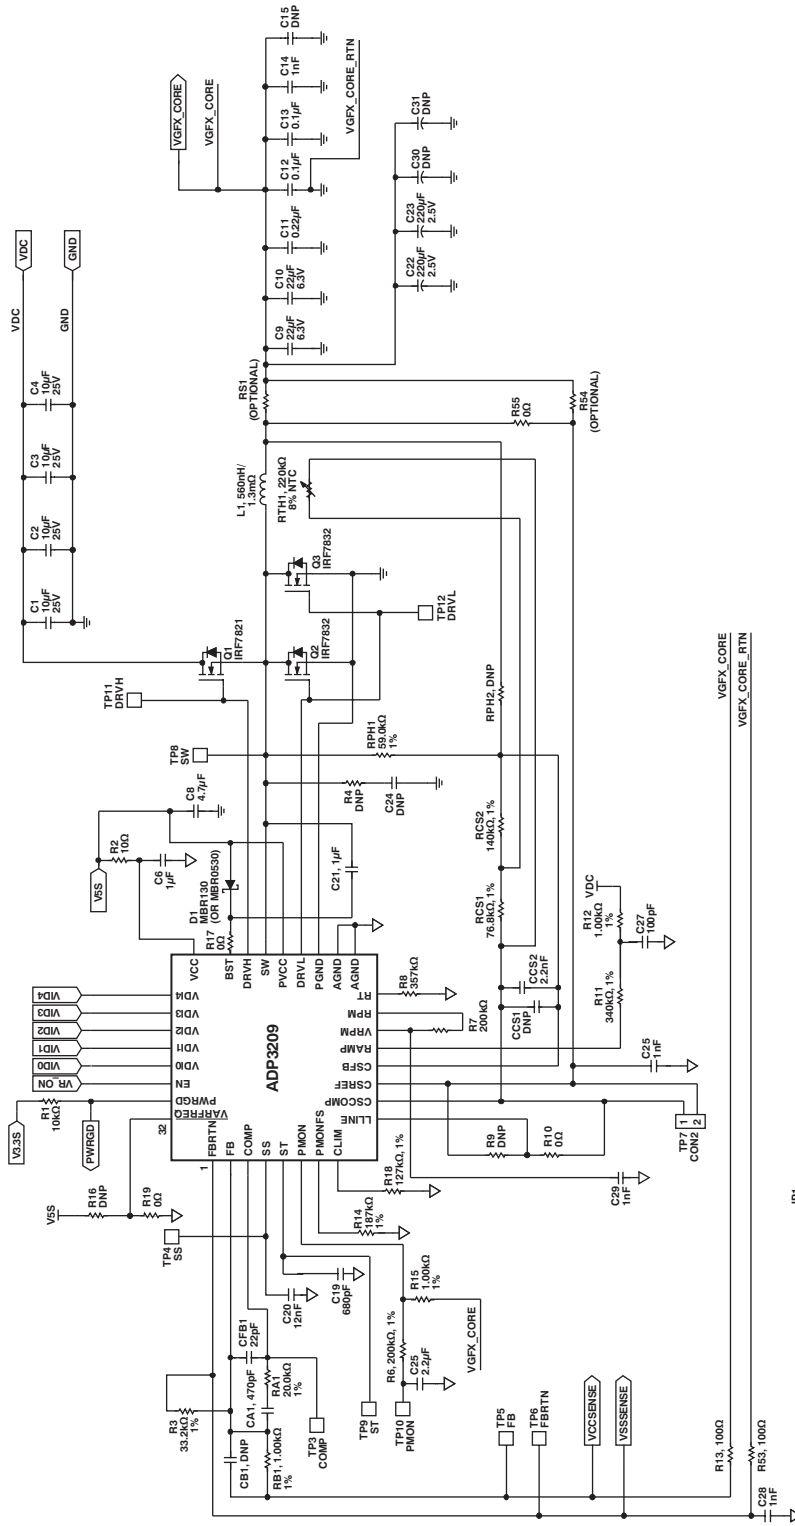 C15
DNP
C14
1nF
C13
0.1µF
C12
0.1µF
C11
0.22µF
C10
22µF
6.3V
C9
22µF
6.3V
VGFX_CORE
VGFX_CORE
VGFX_CORE_RTN
C31
DNP
C30
DNP
C23
220µF
2.5V
C22
220µF
2.5V
VDC
GND
VDC
GND
C4
10µF
25V
C3
10µF
25V
C2
10µF
25V
C1
10µF
25V
RS1
(OPTIONAL)
R55
0Ω
R54
(OPTIONAL)
L1, 560nH/
1.3mΩ
RTH1, 220kΩ
8% NTC
Q3
IRF7832
Q1
IRF7821
Q2
IRF7832
TP12
DRVL
TP11
DRVH
TP8
SW
RPH2, DNP
RPH1
59.0kΩ
1%
R4
DNP
C24
DNP
C8
4.7µF
V5S
R2
10Ω
C6
1µF
D1
MBR130
(OR MBR0530)
C21, 1µF
R17
0Ω
RCS2
140kΩ, 1%
RCS1
76.8kΩ, 1%
CCS2
2.2nF
CCS1
DNP
VDC
R12
1.00kΩ
1%
C27
100pF
R11
340kΩ, 1%
R8
357kΩ
R7
200kΩ
C25
1nF
VID4
VID3
VID2
VID1
VID0
VR_ON
V3.3S
R1
10kΩ
PWRGD
VCC
BST
DRVH
SW
PVCC
DRVL
PGND
AGND
AGND
VDI4
VDI3
VDI2
VDI1
VDI0
EN
PWRGD
VARFREQ
32
ADP3209
RT
RPM
VRPM
RAMP
CSFB
CSREF
CSCOMP
LLINE
1
FBRTN
FB
COMP
SS
ST
PMON
PMONFS
CLIM
R9
DNP
R10
0Ω
1
2
TP7
CON2
C29
1nF
V5S
R16
DNP
R19
0Ω
TP4
SS
R18
127kΩ, 1%
R14
187kΩ
1%
R15
1.00kΩ
1%
C19
680pF
C20
12nF
CFB1
22pF
RA1
20.0kΩ
1%
CA1, 470pF
R3
33.2kΩ
1%
CB1, DNP
RB1, 1.00kΩ
1%
TP3
COMP
TP9
ST
TP10
PMON
R6, 200kΩ, 1%
C25
2.2µF
VGFX_CORE
TP5
FB
TP6
FBRTN
VCCSENSE
VSSSENSE
R13, 100Ω
R53, 100Ω
C28
1nF
VGFX_CORE
VGFX_CORE_RTN